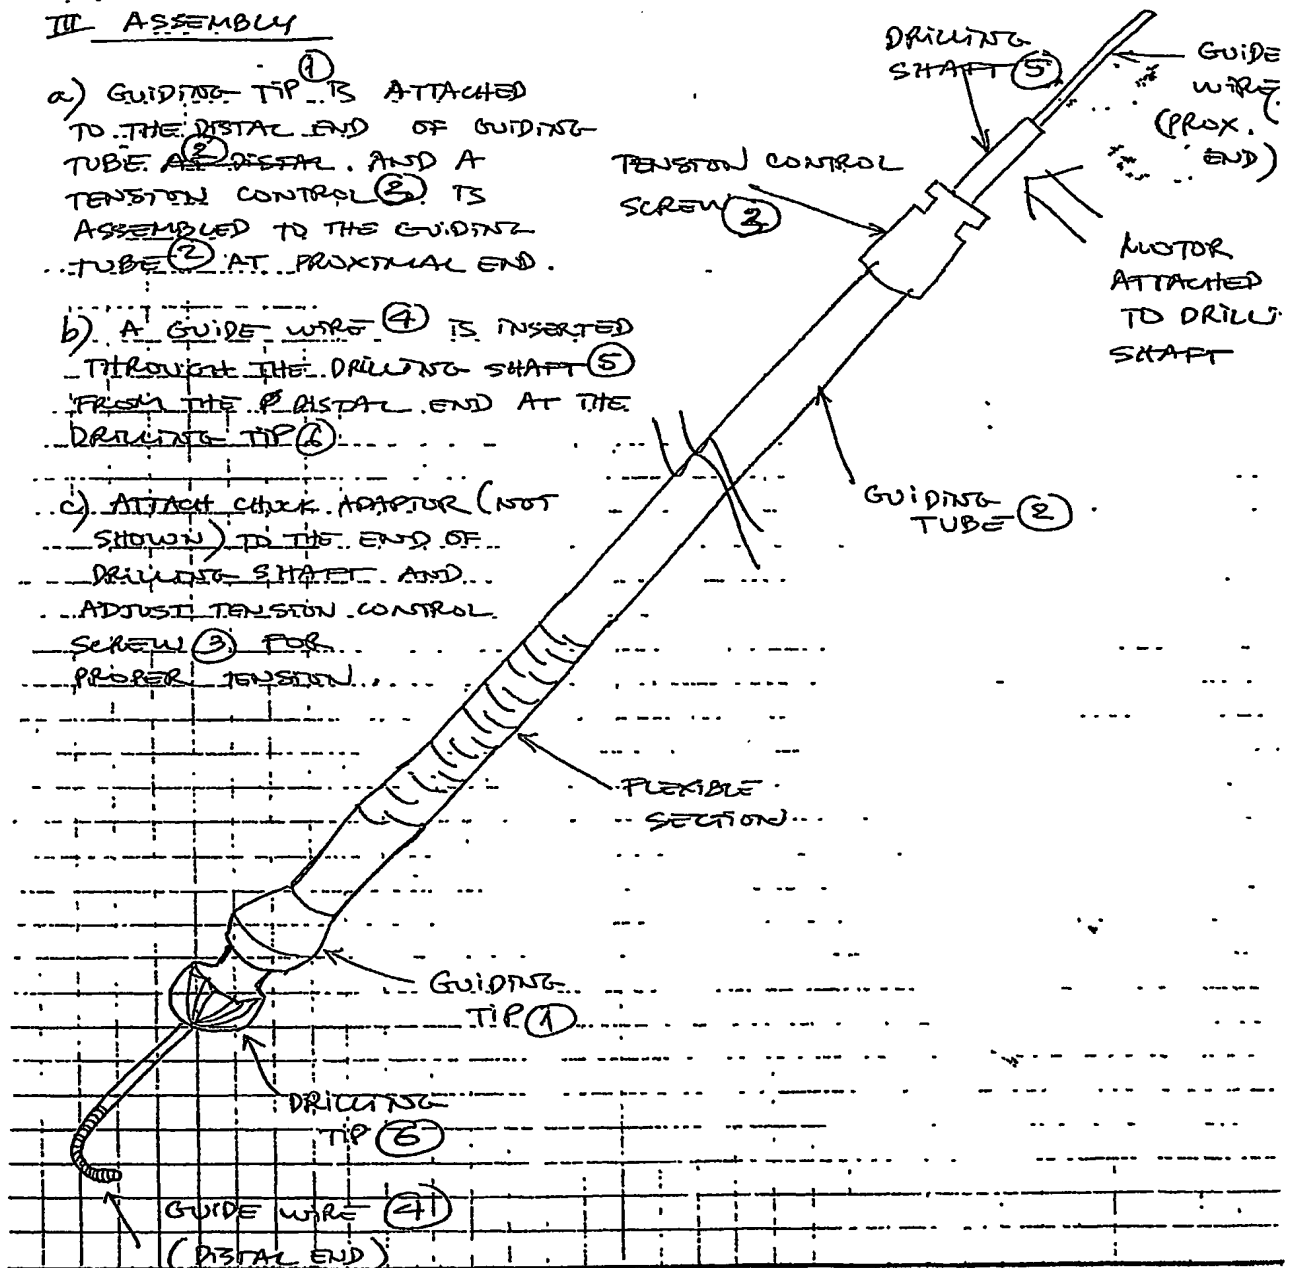 III ASSEMBLY
a) GUIDING TIP ① IS ATTACHED
TO THE DISTAL END OF GUIDING
TUBE ② AND A
TENSION CONTROL ③ IS
ASSEMBLED TO THE GUIDING
TUBE ② AT PROXIMAL END.
b) A GUIDE WIRE ④ IS INSERTED
THROUGH THE DRILLING SHAFT ⑤
FROM THE DISTAL END AT THE
DRILLING TIP ⑥
c) ATTACH CHUCK ADAPTOR (NOT
SHOWN) TO THE END OF
DRILLING SHAFT AND
ADJUST TENSION CONTROL
SCREW ③ FOR
PROPER TENSION.
DRILLING
SHAFT ⑤
GUIDE
WIRE
(PROX.
END)
TENSION CONTROL
SCREW ③
MOTOR
ATTACHED
TO DRILLI
SHAFT
GUIDING
TUBE ②
FLEXIBLE
SECTION
GUIDING
TIP ①
DRILLING
TIP ⑥
GUIDE WIRE ④
(DISTAL END)